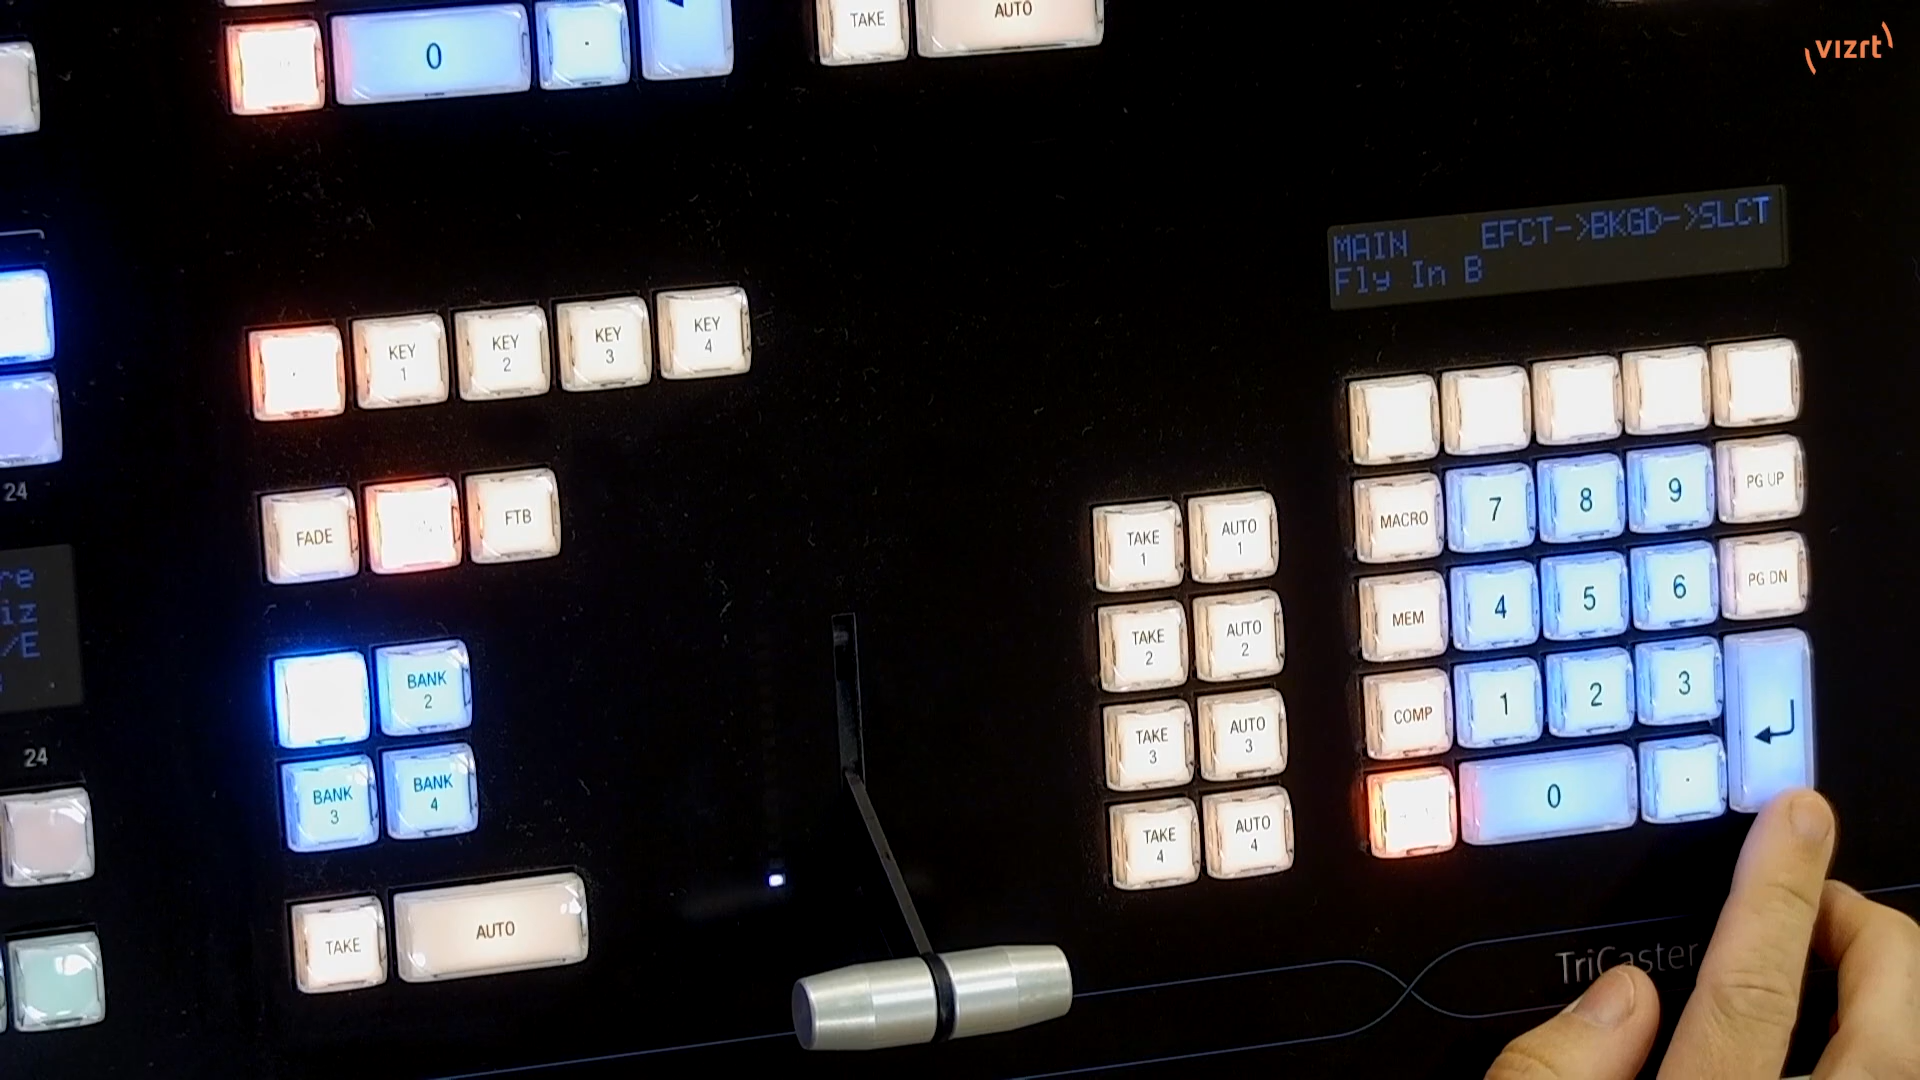 0
.
TAKE
AUTO
vizrt
MAIN EFCT->BKGD->SLCT
Fly In B
KEY 1
KEY 2
KEY 3
KEY 4
24
FADE
FTB
TAKE 1
AUTO 1
MACRO
7
8
9
PG UP
re
iz
/E
TAKE 2
AUTO 2
MEM
4
5
6
PG DN
BANK 2
BANK 3
BANK 4
24
TAKE 3
AUTO 3
COMP
1
2
3
TAKE 4
AUTO 4
0
.
TAKE
AUTO
TriCaster